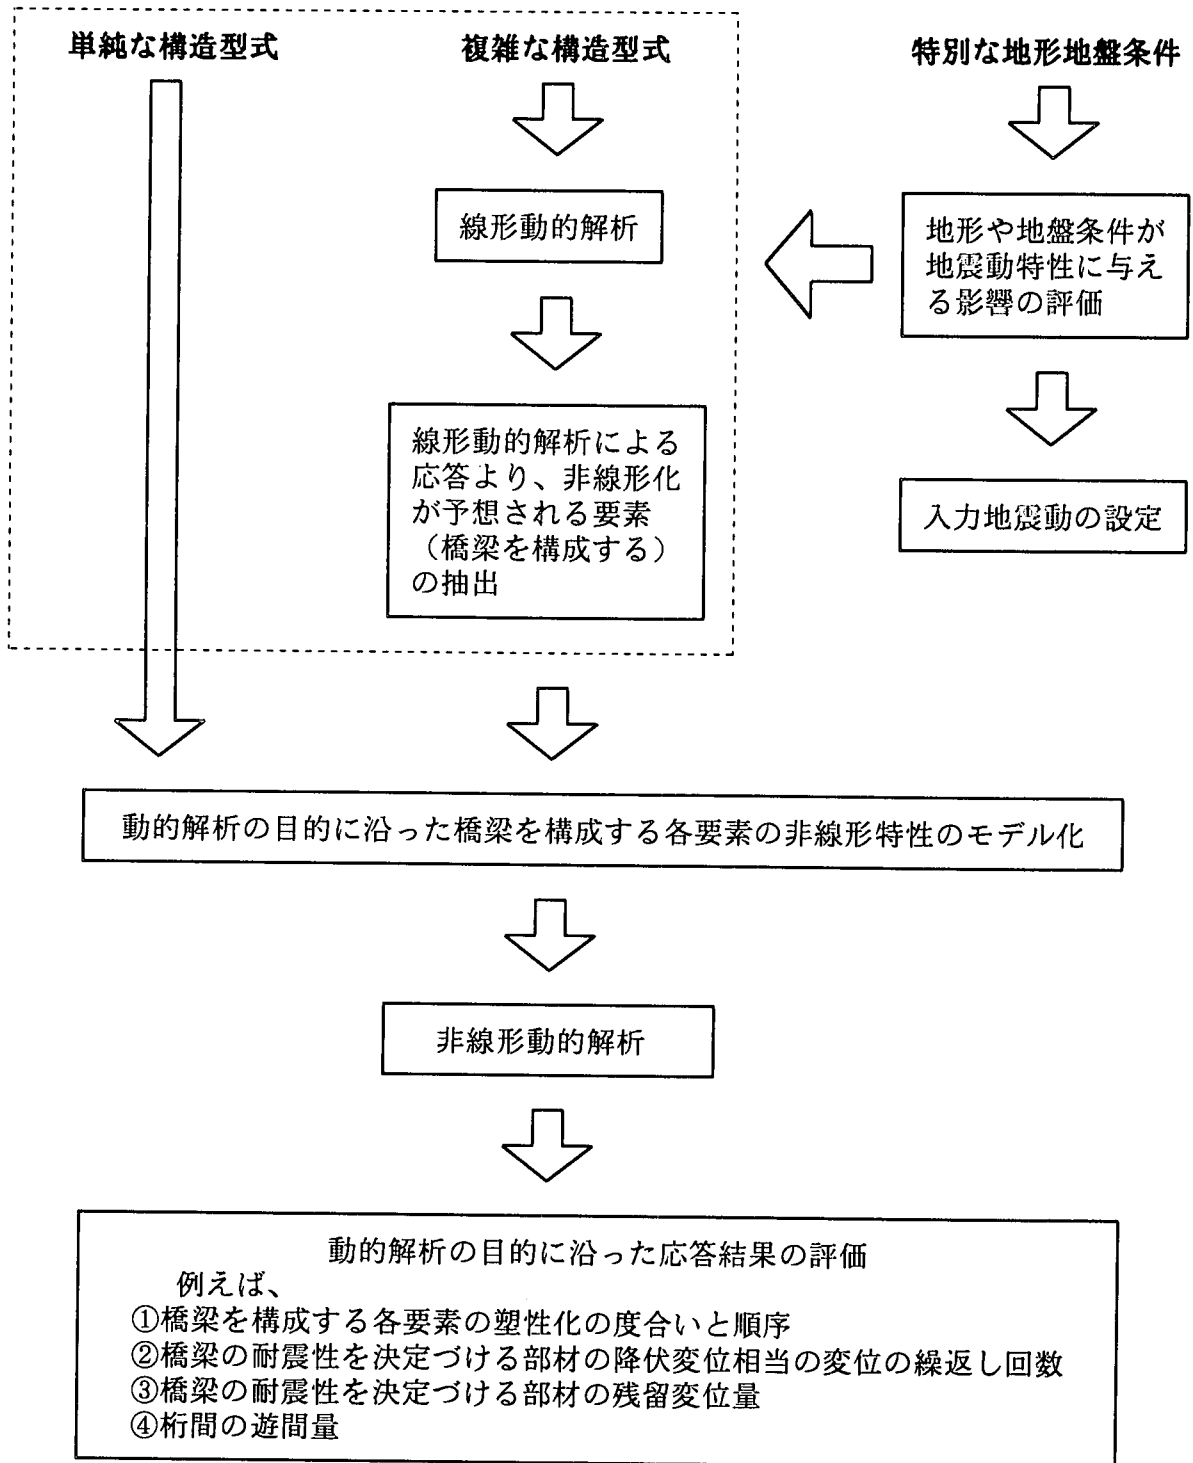 単純な構造型式
複雑な構造型式
特別な地形地盤条件
線形動的解析
地形や地盤条件が
地震動特性に与え
る影響の評価
線形動的解析による
応答より、非線形化
が予想される要素
(橋梁を構成する)
の抽出
入力地震動の設定
動的解析の目的に沿った橋梁を構成する各要素の非線形特性のモデル化
非線形動的解析
動的解析の目的に沿った応答結果の評価
例えば、
①橋梁を構成する各要素の塑性化の度合いと順序
②橋梁の耐震性を決定づける部材の降伏変位相当の変位の繰返し回数
③橋梁の耐震性を決定づける部材の残留変位量
④桁間の遊間量